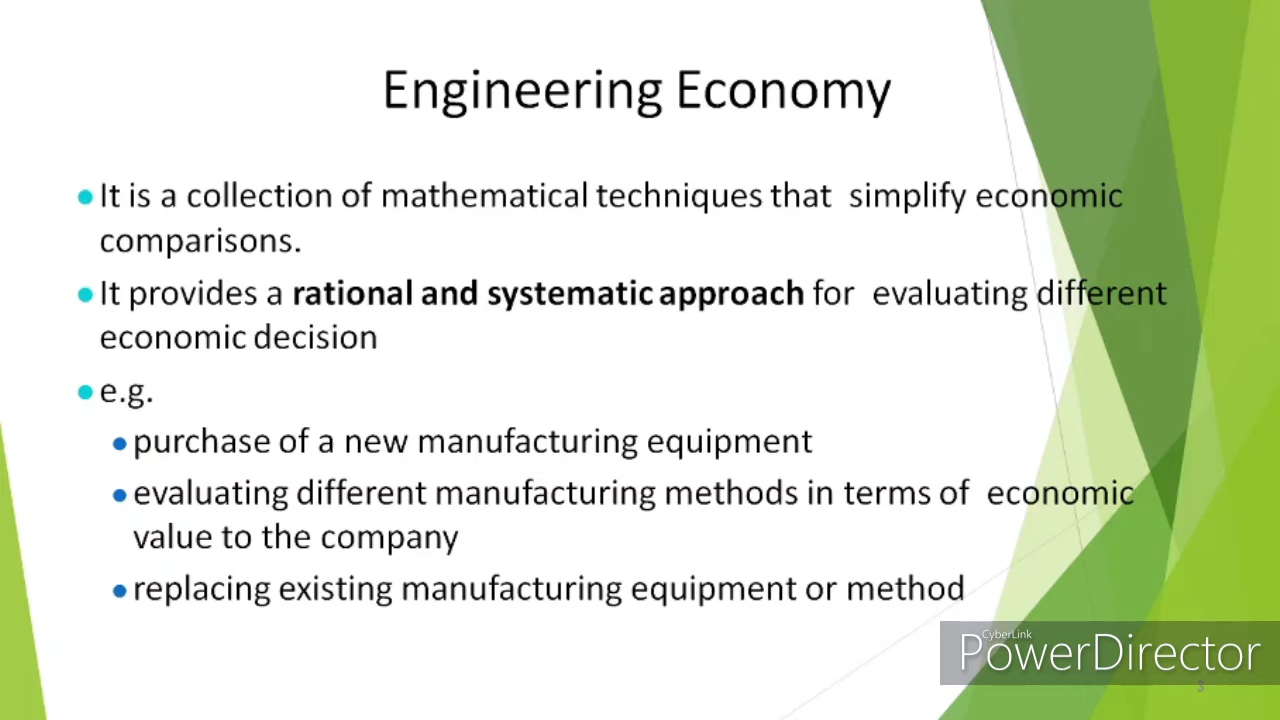 Engineering Economy
●It is a collection of mathematical techniques that simplify economic
comparisons.
●It provides a rational and systematic approach for evaluating different
economic decision
●e.g.
●purchase of a new manufacturing equipment
●evaluating different manufacturing methods in terms of economic
value to the company
●replacing existing manufacturing equipment or method
CyberLink
PowerDirector
3